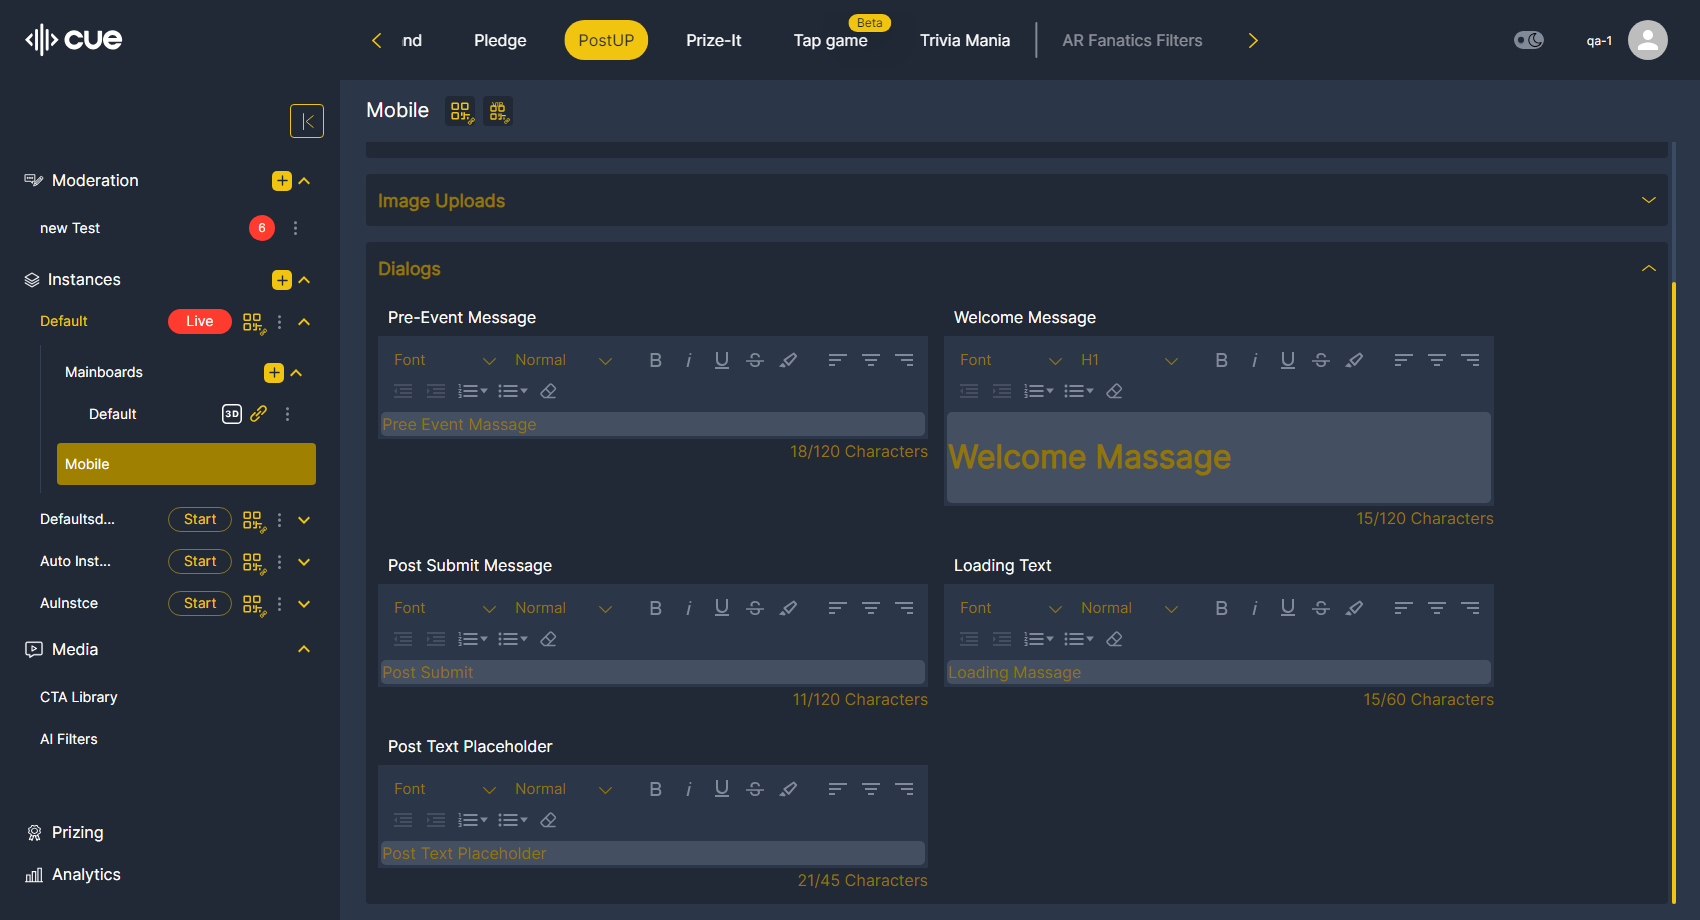 cue
nd
Pledge
PostUP
Prize-It
Tap game
Beta
Trivia Mania
AR Fanatics Filters
qa-1
Mobile
VIP
Moderation
new Test
6
Instances
Default
Live
Mainboards
Default
3D
Mobile
Defaultsd...
Start
Auto Inst...
Start
AuInstce
Start
Media
CTA Library
AI Filters
Prizing
Analytics
Image Uploads
Dialogs
Pre-Event Message
Font Normal
Pree Event Massage
18/120 Characters
Welcome Message
Font H1
Welcome Massage
15/120 Characters
Post Submit Message
Font Normal
Post Submit
11/120 Characters
Loading Text
Font Normal
Loading Massage
15/60 Characters
Post Text Placeholder
Font Normal
Post Text Placeholder
21/45 Characters